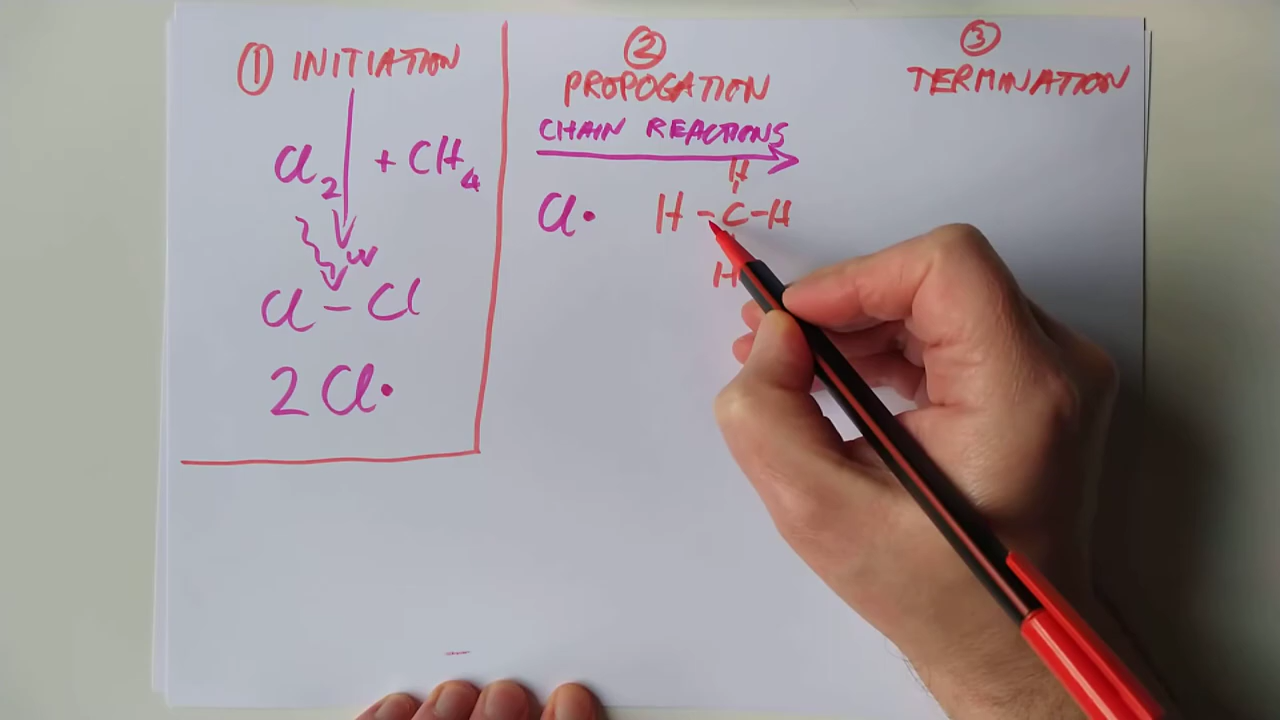 ① INITIATION
Cl₂ + CH₄
UV
Cl - Cl
2 Cl•
②
PROPOGATION
CHAIN REACTIONS
H
Cl• H - C - H
H
③
TERMINATION